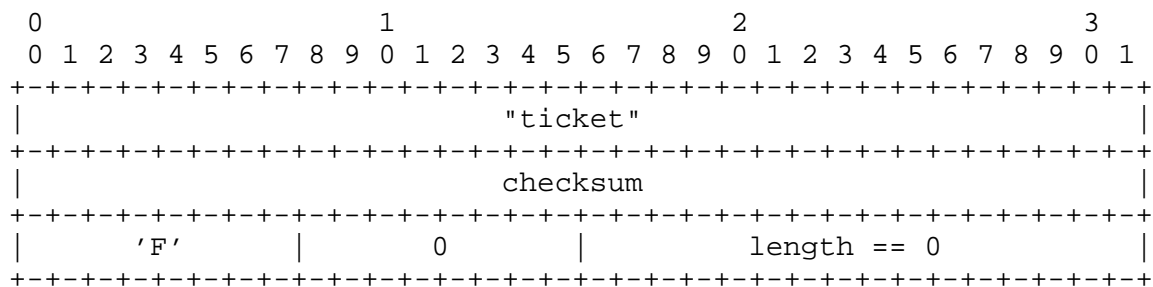 0                   1                   2                   3
 0 1 2 3 4 5 6 7 8 9 0 1 2 3 4 5 6 7 8 9 0 1 2 3 4 5 6 7 8 9 0 1
+-+-+-+-+-+-+-+-+-+-+-+-+-+-+-+-+-+-+-+-+-+-+-+-+-+-+-+-+-+-+-+-+
|                           "ticket"                            |
+-+-+-+-+-+-+-+-+-+-+-+-+-+-+-+-+-+-+-+-+-+-+-+-+-+-+-+-+-+-+-+-+
|                           checksum                            |
+-+-+-+-+-+-+-+-+-+-+-+-+-+-+-+-+-+-+-+-+-+-+-+-+-+-+-+-+-+-+-+-+
|      ’F’      |       0       |         length == 0           |
+-+-+-+-+-+-+-+-+-+-+-+-+-+-+-+-+-+-+-+-+-+-+-+-+-+-+-+-+-+-+-+-+